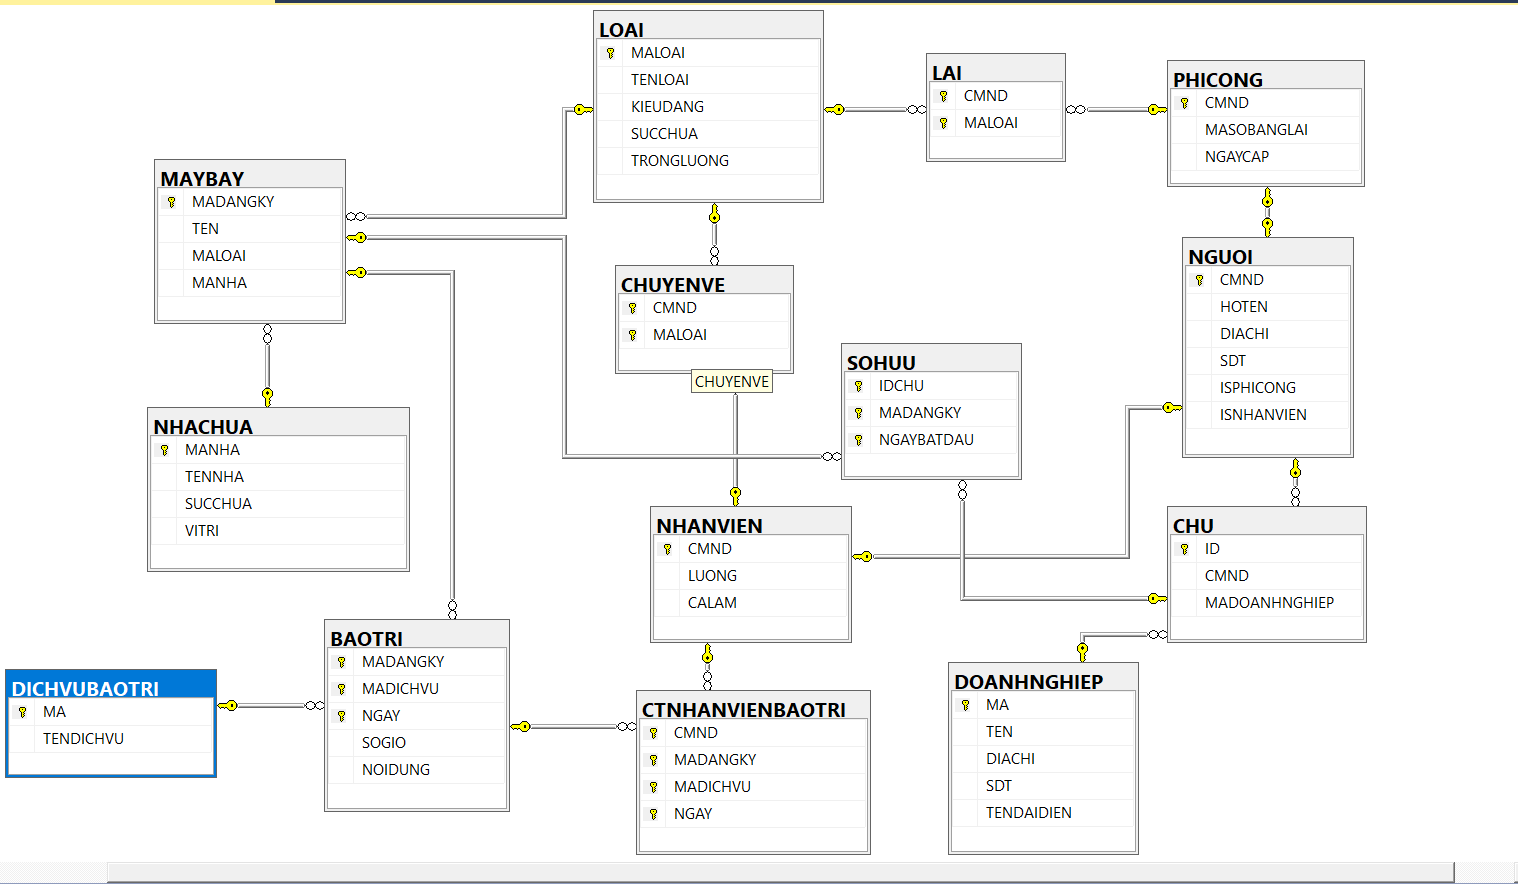 LOAI
MALOAI
TENLOAI
KIEUDANG
SUCCHUA
TRONGLUONG
LAI
CMND
MALOAI
PHICONG
CMND
MASOBANGLAI
NGAYCAP
MAYBAY
MADANGKY
TEN
MALOAI
MANHA
CHUYENVE
CMND
MALOAI
CHUYENVE
NGUOI
CMND
HOTEN
DIACHI
SDT
ISPHICONG
ISNHANVIEN
SOHUU
IDCHU
MADANGKY
NGAYBATDAU
NHACHUA
MANHA
TENNHA
SUCCHUA
VITRI
NHANVIEN
CMND
LUONG
CALAM
CHU
ID
CMND
MADOANHNGHIEP
BAOTRI
MADANGKY
MADICHVU
NGAY
SOGIO
NOIDUNG
DICHVUBAOTRI
MA
TENDICHVU
CTNHANVIENBAOTRI
CMND
MADANGKY
MADICHVU
NGAY
DOANHNGHIEP
MA
TEN
DIACHI
SDT
TENDAIDIEN